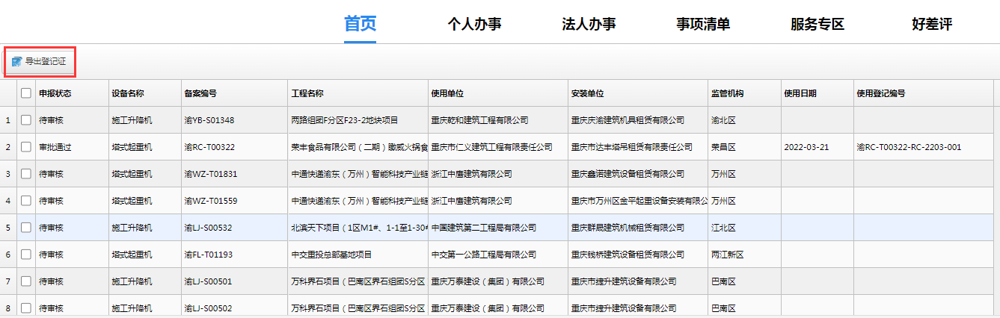 首页 个人办事 法人办事 事项清单 服务专区 好差评
导出登记证
申报状态 设备名称 备案编号 工程名称 使用单位 安装单位 监管机构 使用日期 使用登记编号
1 待审核 施工升降机 渝YB-S01348 两路组团F分区F23-2地块项目 重庆乾和建筑工程有限公司 重庆庆渝建筑机具租赁有限公司 渝北区
2 审批通过 塔式起重机 渝RC-T00322 荣丰食品有限公司（二期）瞰威火锅食 重庆市仁义建筑工程有限责任公司 重庆市达丰塔吊租赁有限责任公司 荣昌区 2022-03-21 渝RC-T00322-RC-2203-001
3 待审核 塔式起重机 渝WZ-T01831 中通快递渝东（万州）智能科技产业链 浙江中鹰建筑有限公司 重庆鑫诺建筑设备租赁有限公司 万州区
4 待审核 塔式起重机 渝WZ-T01559 中通快递渝东（万州）智能科技产业链 浙江中鹰建筑有限公司 重庆市万州区金平起重设备安装有限公 万州区
5 待审核 施工升降机 渝LJ-S00532 北滨天下项目（1区M1#、1-1至1-30# 中国建筑第二工程局有限公司 重庆群晟建筑机械租赁有限公司 江北区
6 待审核 塔式起重机 渝FL-T01193 中交重投总部基地项目 中交第一公路工程局有限公司 重庆钱桥建筑设备租赁有限公司 两江新区
7 待审核 施工升降机 渝LJ-S00501 万科界石项目（巴南区界石组团S分区 重庆万泰建设（集团）有限公司 重庆市捷升建筑设备有限公司 巴南区
8 待审核 施工升降机 渝LJ-S00502 万科界石项目（巴南区界石组团S分区 重庆万泰建设（集团）有限公司 重庆市捷升建筑设备有限公司 巴南区